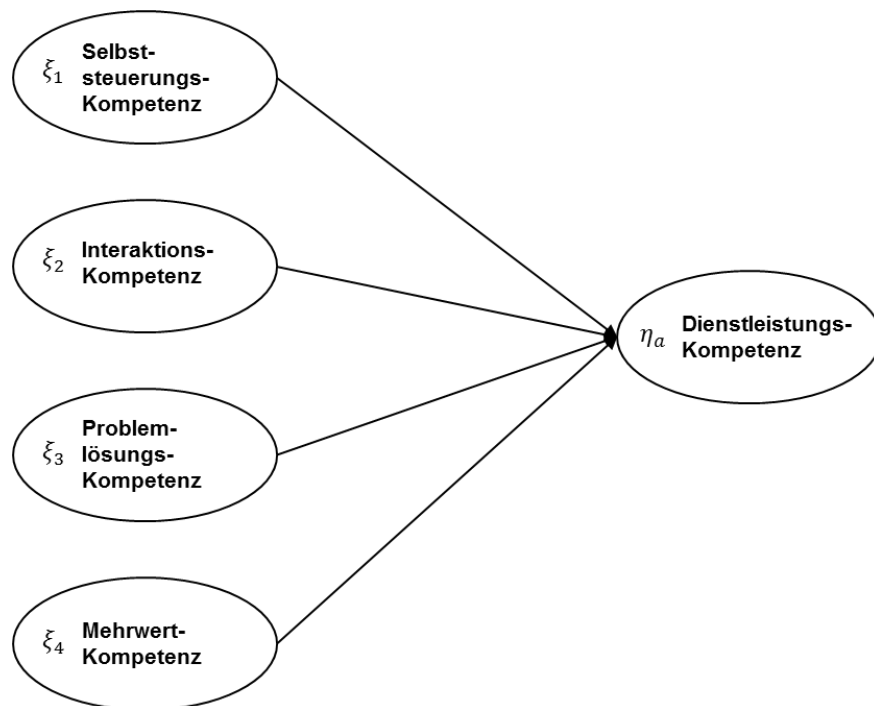 ξ₁ Selbst-
steuerungs-
Kompetenz
ξ₂ Interaktions-
Kompetenz
ξ₃ Problem-
lösungs-
Kompetenz
ξ₄ Mehrwert-
Kompetenz
ηₐ Dienstleistungs-
Kompetenz